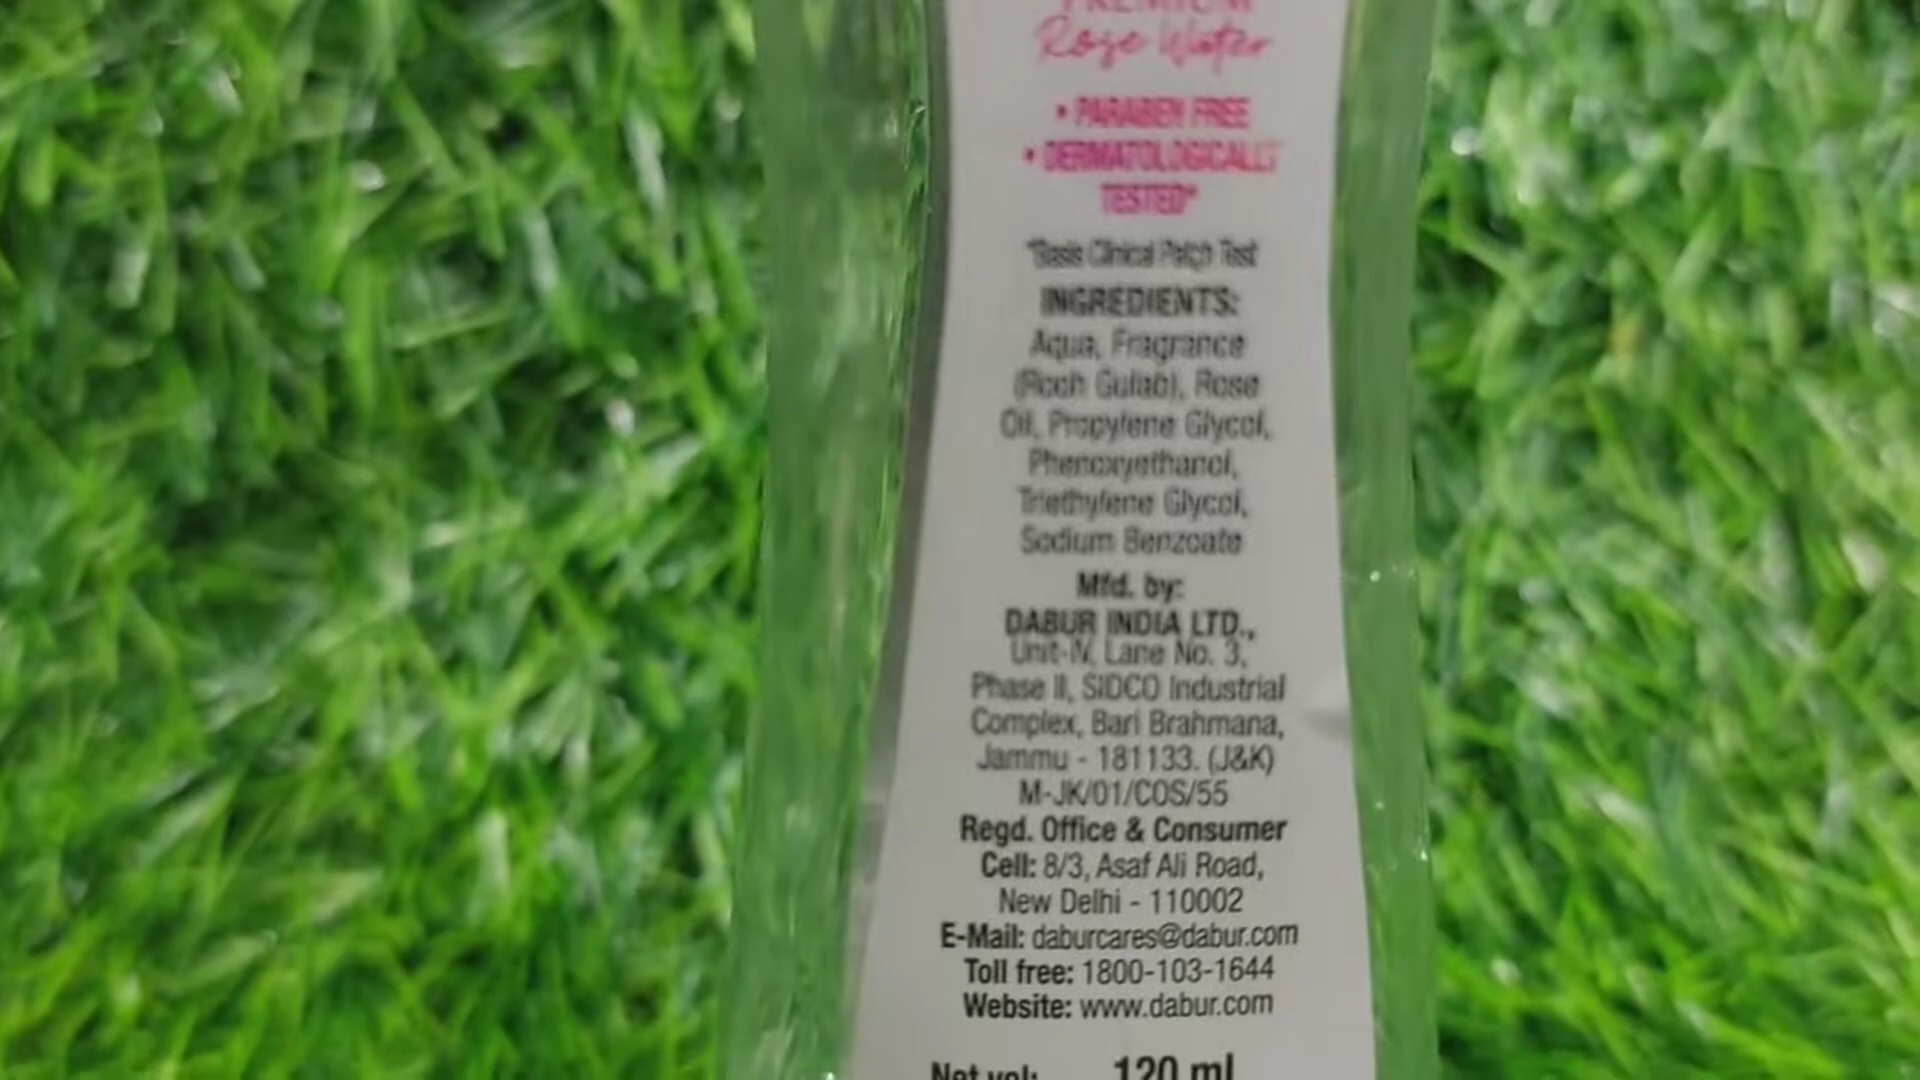 PREMIUM
Rose Water
• PARABEN FREE
• DERMATOLOGICALLY
TESTED*
*Basis Clinical Patch Test
INGREDIENTS:
Aqua, Fragrance
(Rooh Gulab), Rose
Oil, Propylene Glycol,
Phenoxyethanol,
Triethylene Glycol,
Sodium Benzoate
Mfd. by:
DABUR INDIA LTD.,
Unit-IV, Lane No. 3,
Phase II, SIDCO Industrial
Complex, Bari Brahmana,
Jammu - 181133. (J&K)
M-JK/01/COS/55
Regd. Office & Consumer
Cell: 8/3, Asaf Ali Road,
New Delhi - 110002
E-Mail: daburcares@dabur.com
Toll free: 1800-103-1644
Website: www.dabur.com
Net vol: 120 ml